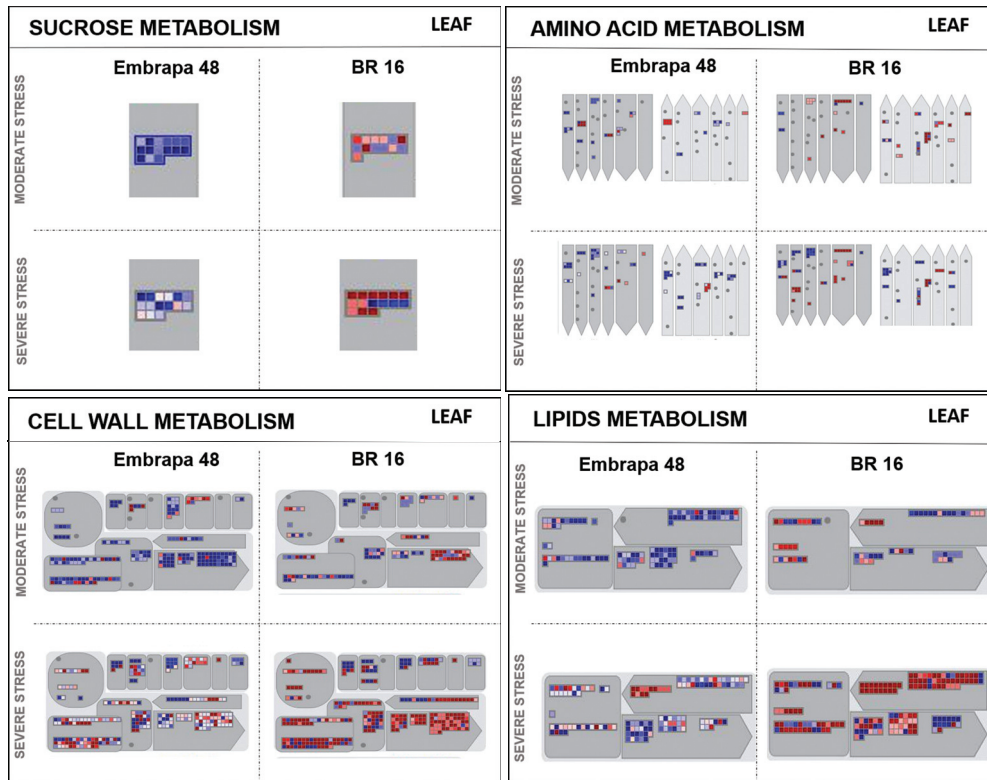 SUCROSE METABOLISM LEAF
Embrapa 48 BR 16
MODERATE STRESS
SEVERE STRESS
AMINO ACID METABOLISM LEAF
Embrapa 48 BR 16
MODERATE STRESS
SEVERE STRESS
CELL WALL METABOLISM LEAF
Embrapa 48 BR 16
MODERATE STRESS
SEVERE STRESS
LIPIDS METABOLISM LEAF
Embrapa 48 BR 16
MODERATE STRESS
SEVERE STRESS